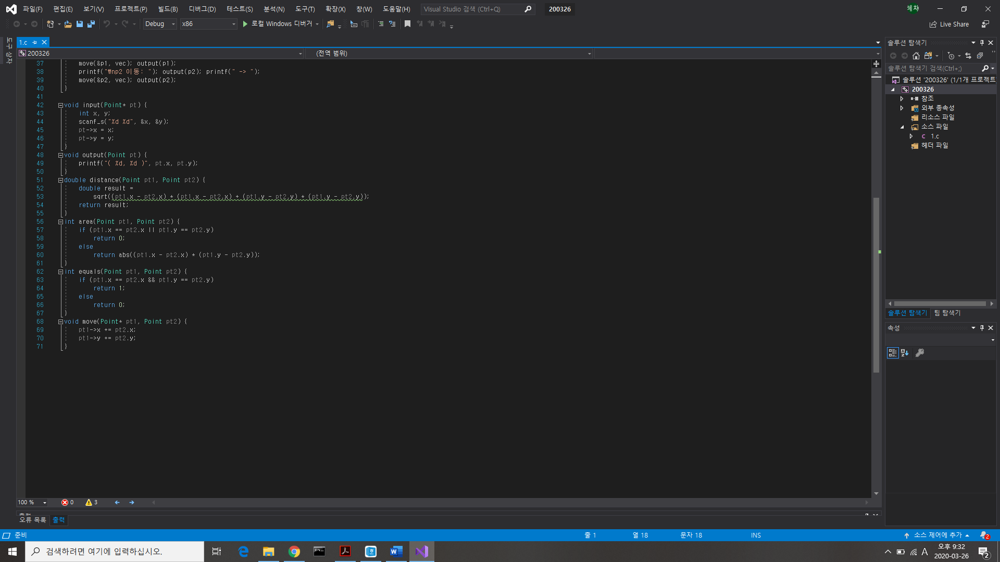 파일(F) 편집(E) 보기(V) 프로젝트(P) 빌드(B) 디버그(D) 테스트(S) 분석(N) 도구(T) 확장(X) 창(W) 도움말(H) Visual Studio 검색 (Ctrl+Q) 200326 혜차
Debug x86 로컬 Windows 디버거 Live Share
도구 상자
1.c
200326 (전역 범위)
37 move(&p1, vec); output(p1);
38 printf("₩np2 이동: "); output(p2); printf(" -> ");
39 move(&p2, vec); output(p2);
40 }
41
42 void input(Point* pt) {
43 int x, y;
44 scanf_s("%d %d", &x, &y);
45 pt->x = x;
46 pt->y = y;
47 }
48 void output(Point pt) {
49 printf("( %d, %d )", pt.x, pt.y);
50 }
51 double distance(Point pt1, Point pt2) {
52 double result =
53 sqrt((pt1.x - pt2.x) * (pt1.x - pt2.x) + (pt1.y - pt2.y) * (pt1.y - pt2.y));
54 return result;
55 }
56 int area(Point pt1, Point pt2) {
57 if (pt1.x == pt2.x || pt1.y == pt2.y)
58 return 0;
59 else
60 return abs((pt1.x - pt2.x) * (pt1.y - pt2.y));
61 }
62 int equals(Point pt1, Point pt2) {
63 if (pt1.x == pt2.x && pt1.y == pt2.y)
64 return 1;
65 else
66 return 0;
67 }
68 void move(Point* pt1, Point pt2) {
69 pt1->x += pt2.x;
70 pt1->y += pt2.y;
71 }
100 % 0 3
오류 목록 출력
솔루션 탐색기
솔루션 탐색기 검색(Ctrl+;)
솔루션 '200326' (1/1개 프로젝트)
200326
참조
외부 종속성
리소스 파일
소스 파일
1.c
헤더 파일
솔루션 탐색기 팀 탐색기
속성
준비 줄 1 열 18 문자 18 INS 소스 제어에 추가 2
검색하려면 여기에 입력하십시오. A 오후 9:32
2020-03-26 2